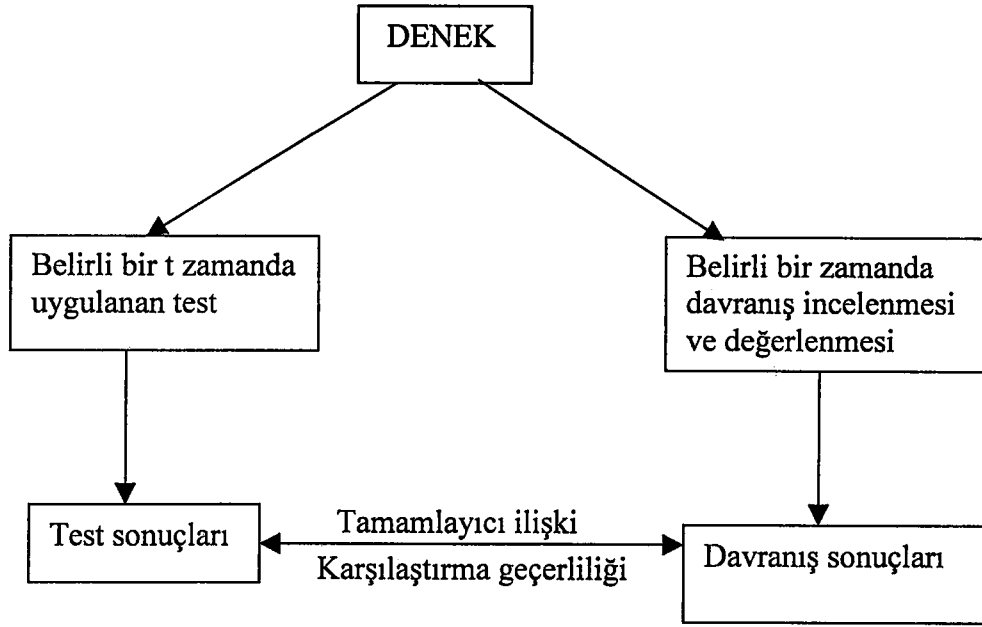 DENEK
Belirli bir t zamanda
uygulanan test
Belirli bir zamanda
davranış incelenmesi
ve değerlenmesi
Test sonuçları
Tamamlayıcı ilişki
Karşılaştırma geçerliliği
Davranış sonuçları